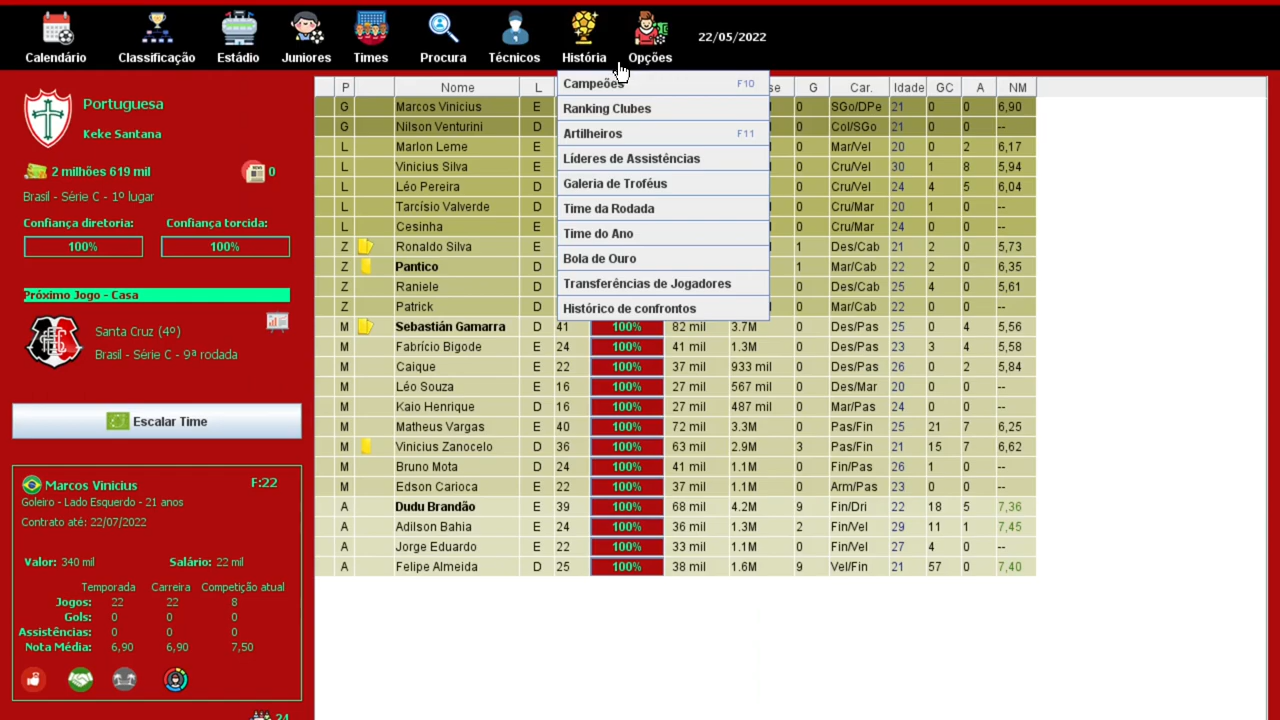 Calendário Classificação Estádio Juniores Times Procura Técnicos História Opções 22/05/2022
Portuguesa
Keke Santana
2 milhões 619 mil 0
Brasil - Série C - 1º lugar
Confiança diretoria: Confiança torcida:
100% 100%
Próximo Jogo - Casa
Santa Cruz (4º)
Brasil - Série C - 9ª rodada
Escalar Time
Marcos Vinicius F:22
Goleiro - Lado Esquerdo - 21 anos
Contrato até: 22/07/2022
Valor: 340 mil Salário: 22 mil
Temporada Carreira Competição atual
Jogos: 22 22 8
Gols: 0 0 0
Assistências: 0 0 0
Nota Média: 6,90 6,90 7,50
24
Campeões F10
Ranking Clubes
Artilheiros F11
Líderes de Assistências
Galeria de Troféus
Time da Rodada
Time do Ano
Bola de Ouro
Transferências de Jogadores
Histórico de confrontos
P Nome L se G Car. Idade GC A NM
G Marcos Vinicius E 0 SGo/DPe 21 0 0 6,90
G Nilson Venturini D 0 Col/SGo 21 0 0 --
L Marlon Leme E 0 Mar/Vel 20 0 2 6,17
L Vinicius Silva E 0 Cru/Vel 30 1 8 5,94
L Léo Pereira D 0 Cru/Vel 24 4 5 6,04
L Tarcísio Valverde D 0 Cru/Mar 20 1 0 --
L Cesinha E 0 Cru/Mar 24 0 0 --
Z Ronaldo Silva E 1 Des/Cab 21 2 0 5,73
Z Pantico D 1 Mar/Cab 22 2 0 6,35
Z Raniele D 0 Des/Cab 25 4 0 5,61
Z Patrick D 0 Mar/Cab 22 0 0 --
M Sebastián Gamarra D 41 100% 82 mil 3.7M 0 Des/Pas 25 0 4 5,56
M Fabrício Bigode E 24 100% 41 mil 1.3M 0 Des/Pas 23 3 4 5,58
M Caique E 22 100% 37 mil 933 mil 0 Des/Pas 26 0 2 5,84
M Léo Souza E 16 100% 27 mil 567 mil 0 Des/Mar 20 0 0 --
M Kaio Henrique D 16 100% 27 mil 487 mil 0 Mar/Pas 24 0 0 --
M Matheus Vargas E 40 100% 72 mil 3.3M 0 Pas/Fin 25 21 7 6,25
M Vinicius Zanocelo D 36 100% 63 mil 2.9M 3 Pas/Fin 21 15 7 6,62
M Bruno Mota D 24 100% 41 mil 1.1M 0 Fin/Pas 26 1 0 --
M Edson Carioca E 22 100% 37 mil 1.1M 0 Arm/Pas 23 0 0 --
A Dudu Brandão E 39 100% 68 mil 4.2M 9 Fin/Dri 22 18 5 7,36
A Adilson Bahia E 24 100% 36 mil 1.3M 2 Fin/Vel 29 11 1 7,45
A Jorge Eduardo E 22 100% 33 mil 1.1M 0 Fin/Vel 27 4 0 --
A Felipe Almeida D 25 100% 38 mil 1.6M 9 Vel/Fin 21 57 0 7,40